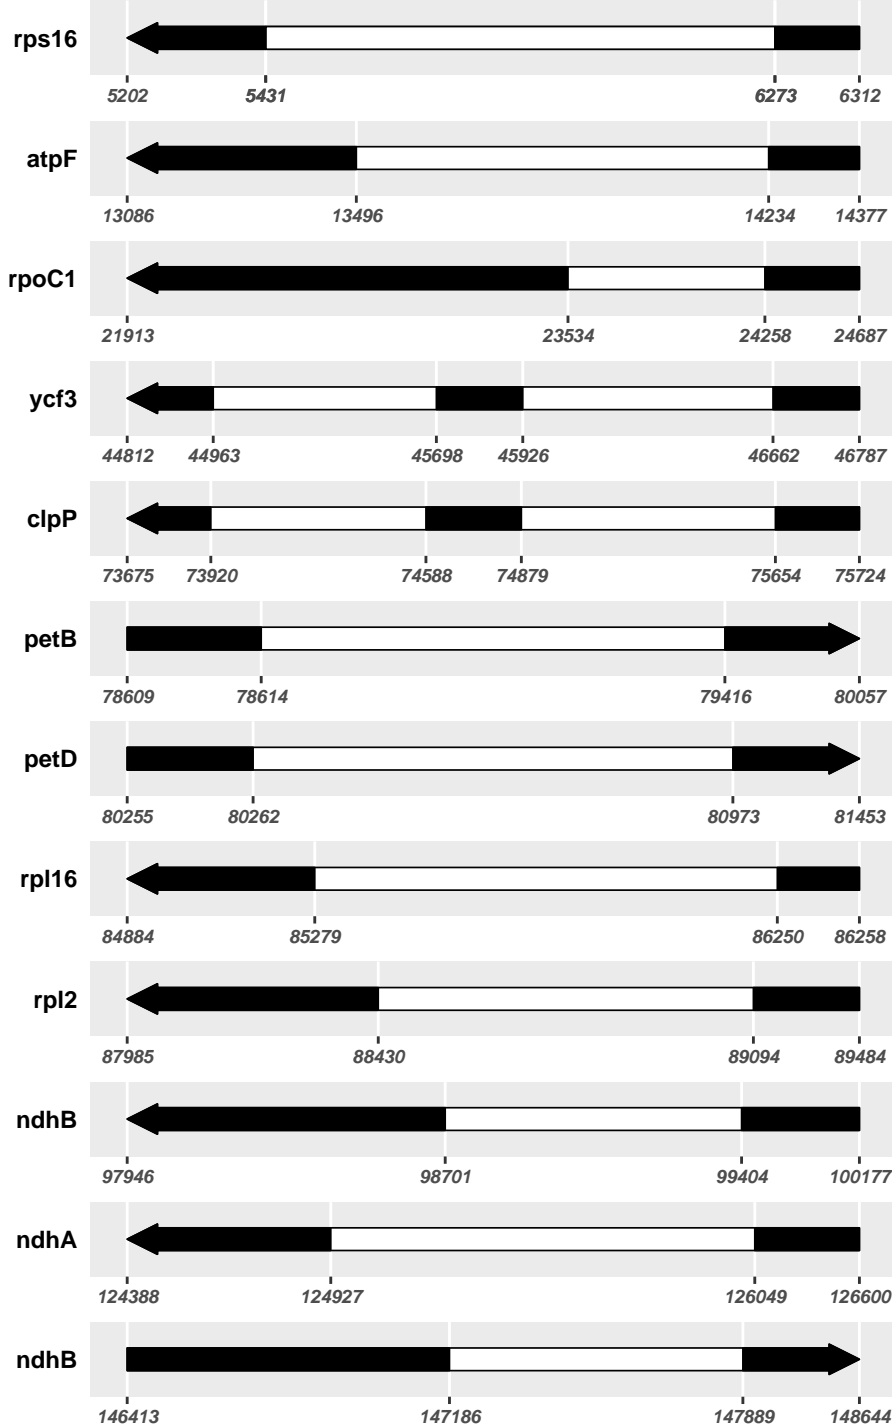 rps16
5202 5431 6273 6312
atpF
13086 13496 14234 14377
rpoC1
21913 23534 24258 24687
ycf3
44812 44963 45698 45926 46662 46787
clpP
73675 73920 74588 74879 75654 75724
petB
78609 78614 79416 80057
petD
80255 80262 80973 81453
rpl16
84884 85279 86250 86258
rpl2
87985 88430 89094 89484
ndhB
97946 98701 99404 100177
ndhA
124388 124927 126049 126600
ndhB
146413 147186 147889 148644